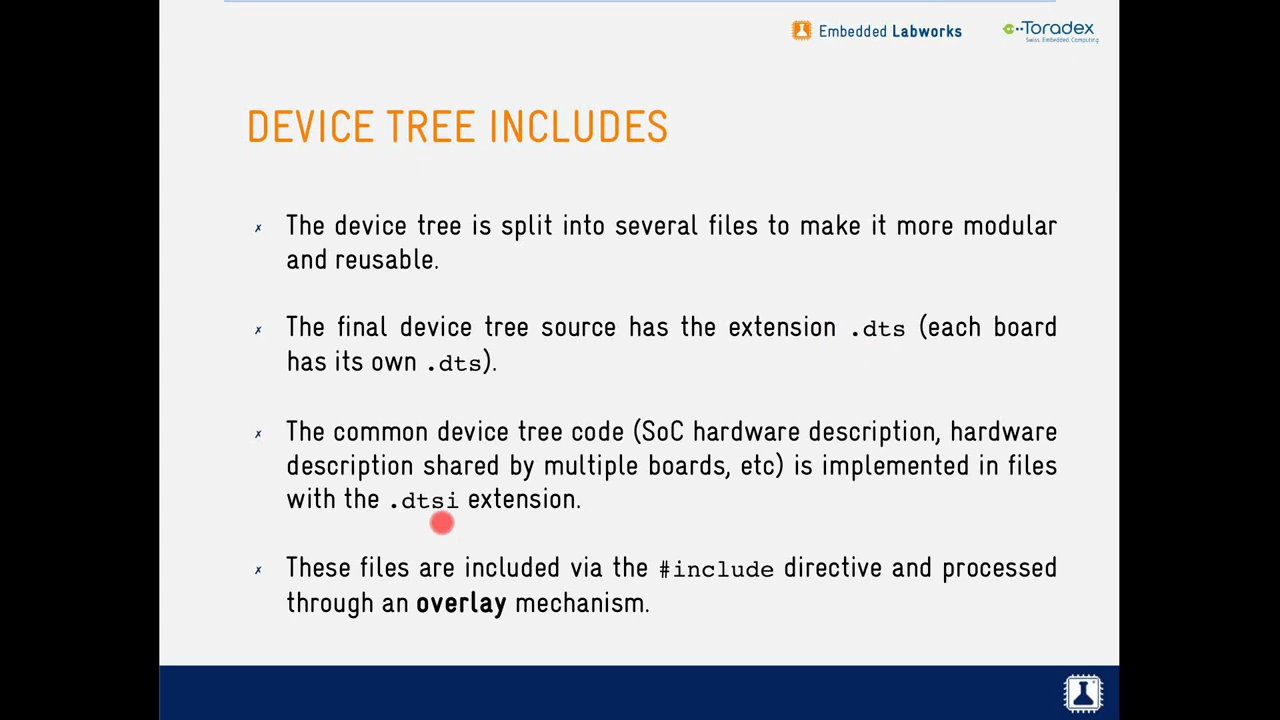 Embedded Labworks
Toradex
Swiss. Embedded. Computing.
DEVICE TREE INCLUDES
✗ The device tree is split into several files to make it more modular
and reusable.
✗ The final device tree source has the extension .dts (each board
has its own .dts).
✗ The common device tree code (SoC hardware description, hardware
description shared by multiple boards, etc) is implemented in files
with the .dtsi extension.
✗ These files are included via the #include directive and processed
through an overlay mechanism.